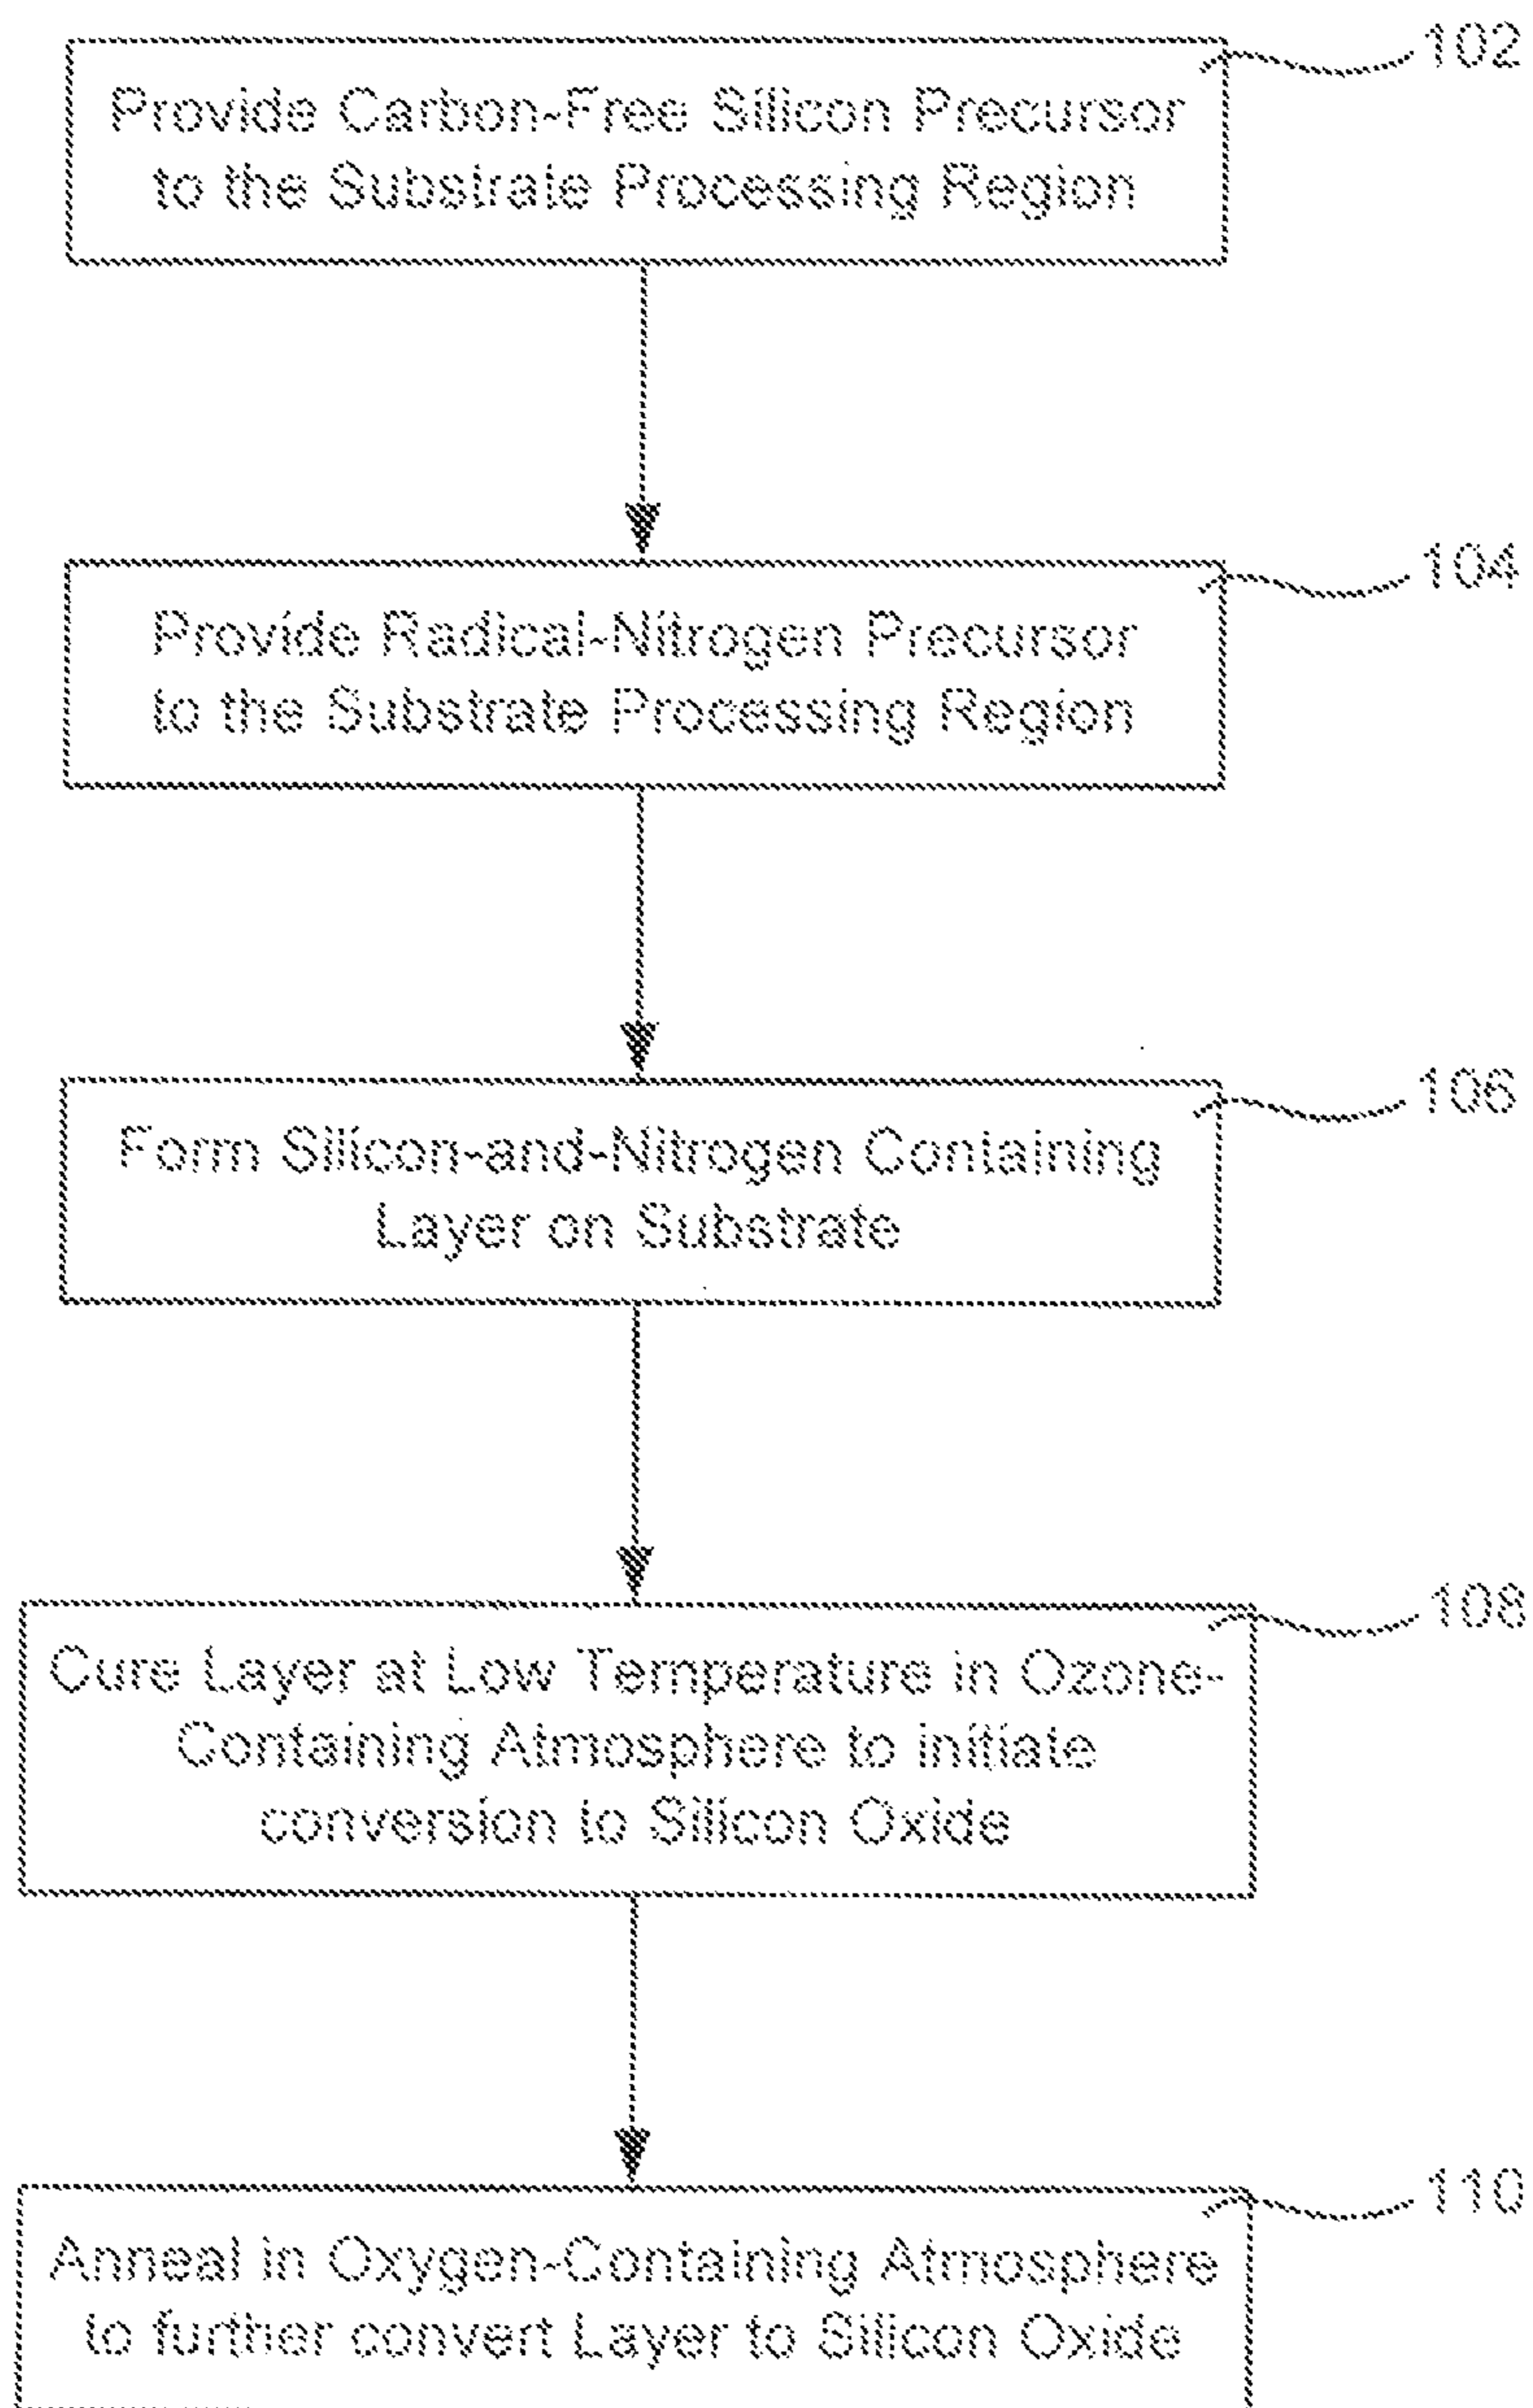 102
Provide Carbon-Free Silicon Precursor
to the Substrate Processing Region
104
Provide Radical-Nitrogen Precursor
to the Substrate Processing Region
106
Form Silicon-and-Nitrogen Containing
Layer on Substrate
108
Cure Layer at Low Temperature in Ozone-
Containing Atmosphere to initiate
conversion to Silicon Oxide
110
Anneal in Oxygen-Containing Atmosphere
to further convert Layer to Silicon Oxide